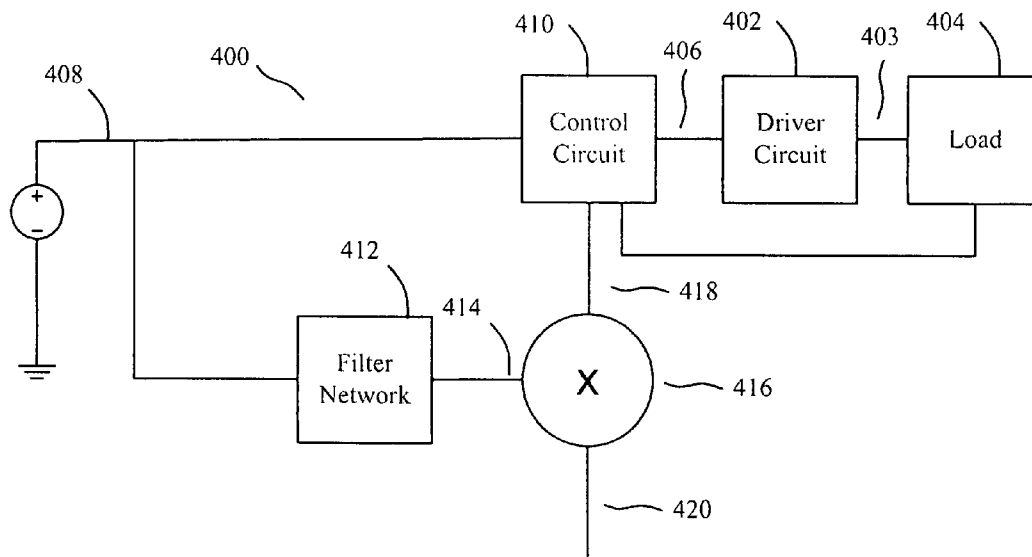 410
402
404
400
406
403
408
Control
Circuit
Driver
Circuit
Load
+
-
412
414
418
Filter
Network
X
416
420